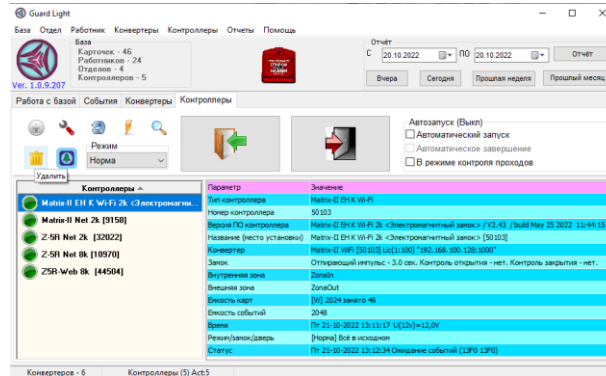 Guard Light
База Отдел Работник Конвертеры Контроллеры Отчеты Помощь
База
Карточек - 46
Работников - 24
Отделов - 4
Контроллеров - 5
Ver. 1.0.9.207
Отчёт
С 20.10.2022 ПО 20.10.2022 Отчёт
Вчера Сегодня Прошлая неделя Прошлый месяц
Работа с базой События Конвертеры Контроллеры
Режим
Норма
Удалить
Автозапуск (Выкл)
Автоматический запуск
Автоматическое завершение
В режиме контроля проходов
Контроллеры
Matrix-II EH K Wi-Fi 2k <Электромагни...
Matrix-II Net 2k [9158]
Z-5R Net 2k [32022]
Z-5R Net 8k [10970]
Z5R-Web 8k [44504]
Параметр Значение
Тип контроллера Matrix-II EH K Wi-Fi
Номер контроллера 50103
Версия ПО контроллера Matrix-II EH K Wi-Fi 2k <Электромагнитный занок> / V2.43 / build May 25 2022 11:44:15
Название (место установки) Matrix-II EH K Wi-Fi 2k <Электромагнитный занок> [50103]
Конвертер Matrix-II WiFi [50103] Lic(1:100) "192.168.100.128:1000"
Занок Отпирающий импульс - 3.0 сек. Контроль открытия - нет. Контроль закрытия - нет.
Внутренняя зона ZonaIn
Внешняя зона ZonaOut
Емкость карт [W] 2024 занято 46
Емкость событий 2048
Время Пт 21-10-2022 13:11:17 U(12v)=12,0V
Режим/занок/дверь [Норма] Всё в исходном
Статус Пт 21-10-2022 13:12:34 Ожидание событий (13F0 13F0)
Конвертеров - 6 Контроллеры (5) Act:5